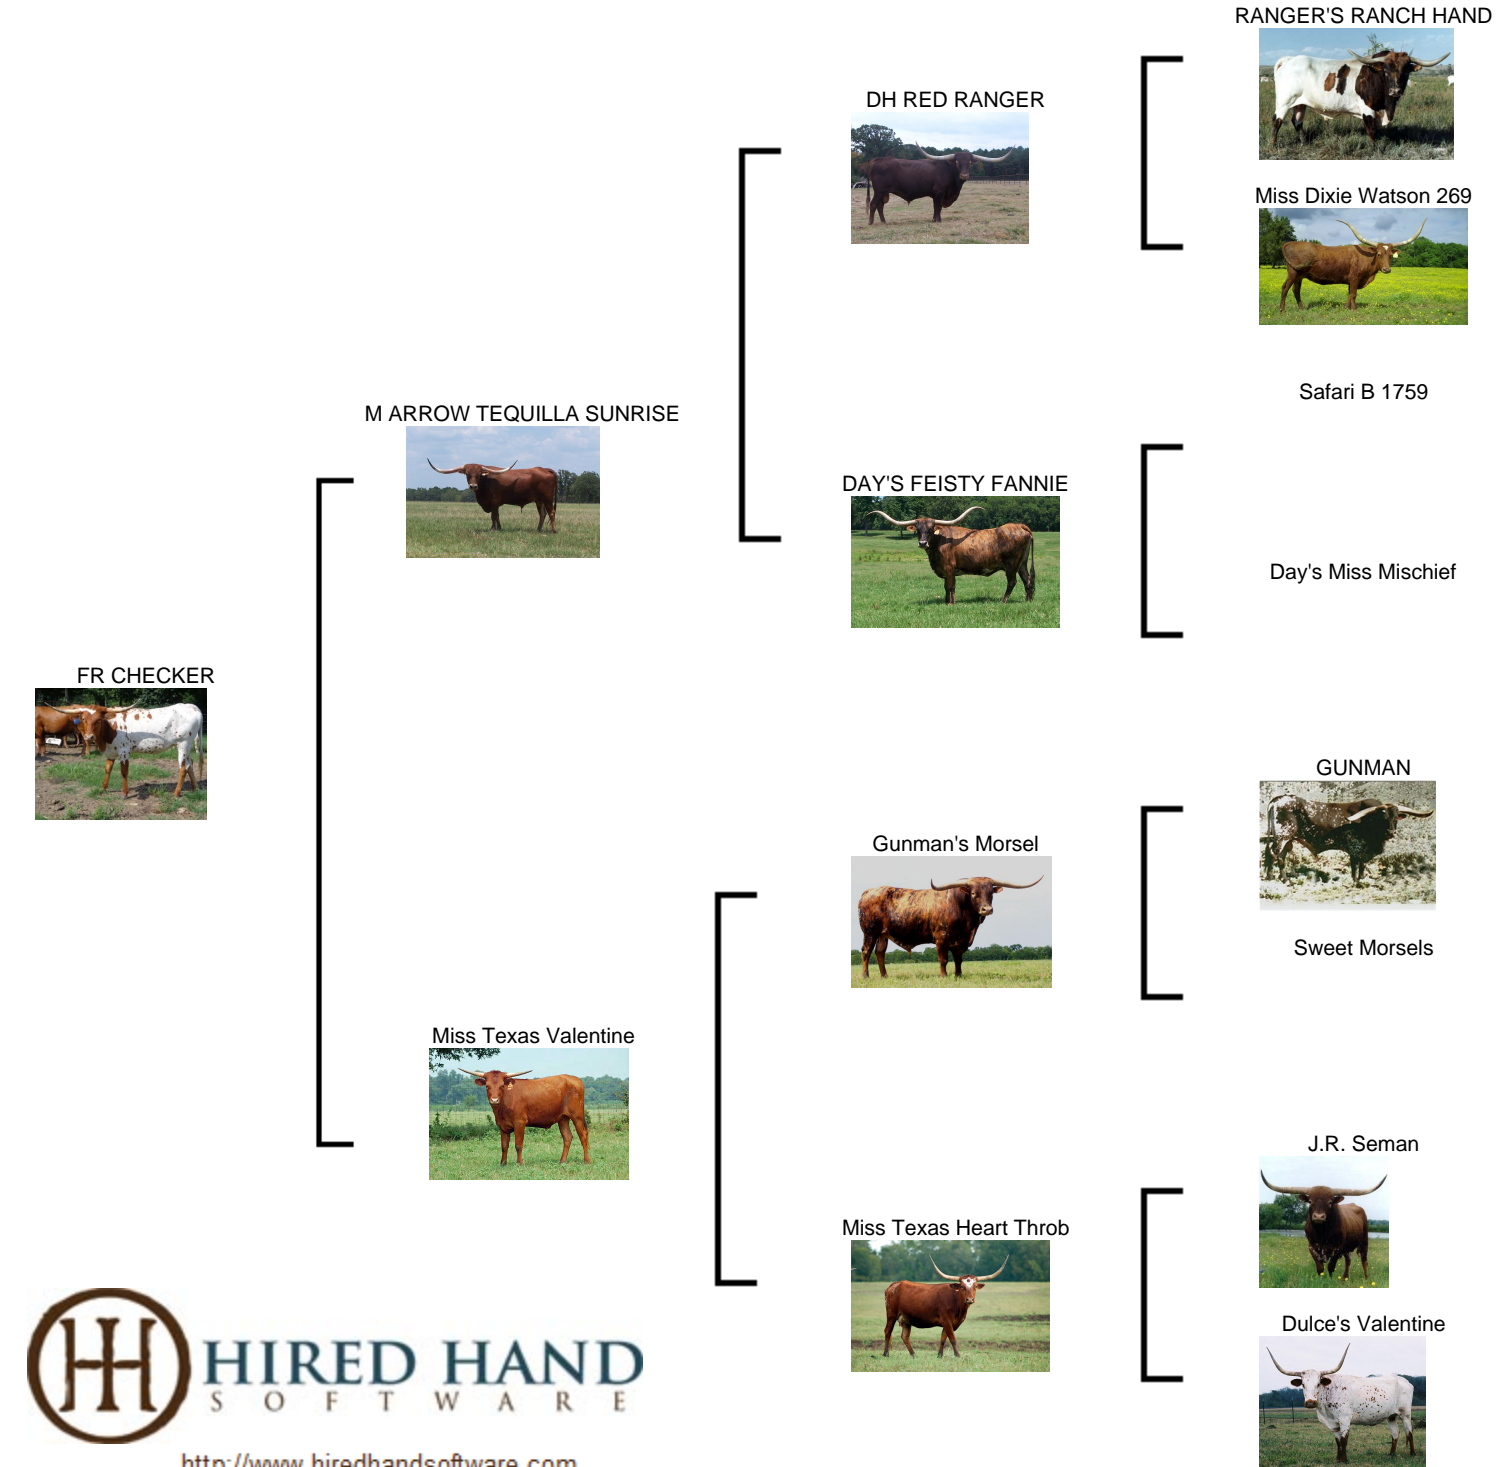 RANGER'S RANCH HAND
DH RED RANGER
Miss Dixie Watson 269
Safari B 1759
M ARROW TEQUILLA SUNRISE
DAY'S FEISTY FANNIE
Day's Miss Mischief
FR CHECKER
GUNMAN
Gunman's Morsel
Sweet Morsels
Miss Texas Valentine
J.R. Seman
Miss Texas Heart Throb
Dulce's Valentine
HIRED HAND
SOFTWARE
http://www.hiredhandsoftware.com